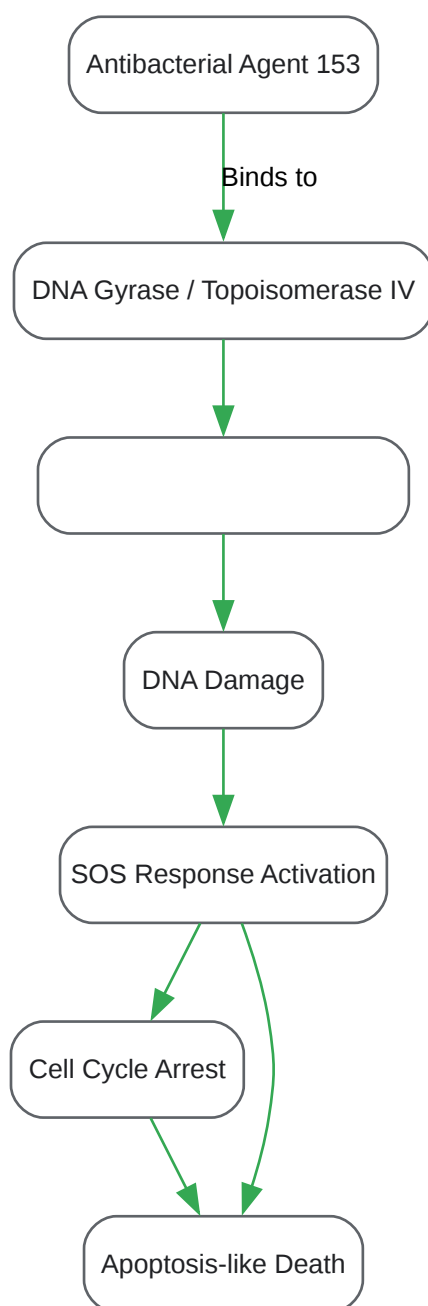 Antibacterial Agent 153
Binds to
DNA Gyrase / Topoisomerase IV
DNA Damage
SOS Response Activation
Cell Cycle Arrest
Apoptosis-like Death